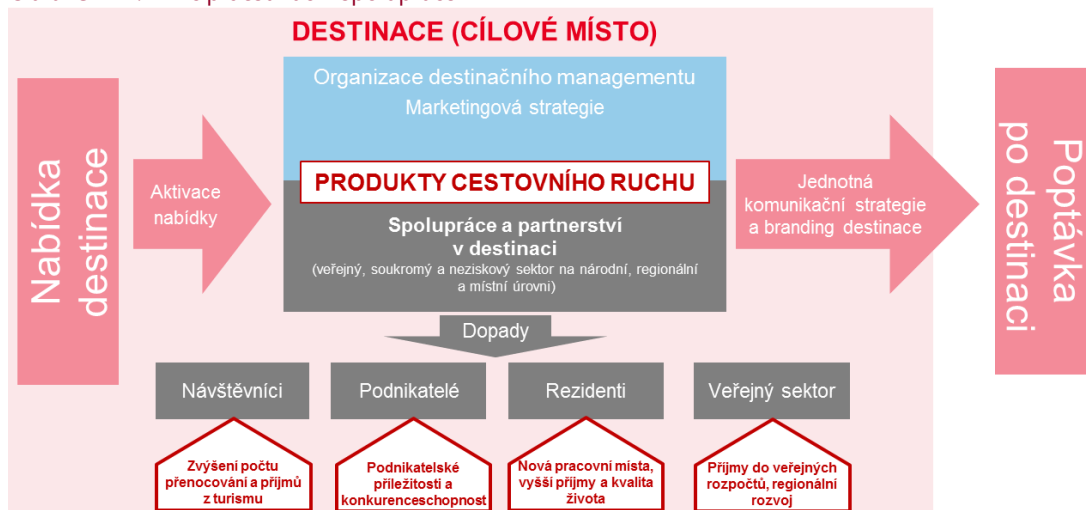 DESTINACE (CÍLOVÉ MÍSTO)
Nabídka
destinace
Aktivace
nabídky
Organizace destinačního managementu
Marketingová strategie
PRODUKTY CESTOVNÍHO RUCHU
Spolupráce a partnerství
v destinaci
(veřejný, soukromý a neziskový sektor na národní, regionální
a místní úrovni)
Jednotná
komunikační strategie
a branding destinace
Poptávka
po destinaci
Dopady
Návštěvníci
Podnikatelé
Rezidenti
Veřejný sektor
Zvýšení počtu
přenocování a příjmů
z turismu
Podnikatelské
příležitosti a
konkurenceschopnost
Nová pracovní místa,
vyšší příjmy a kvalita
života
Příjmy do veřejných
rozpočtů, regionální
rozvoj